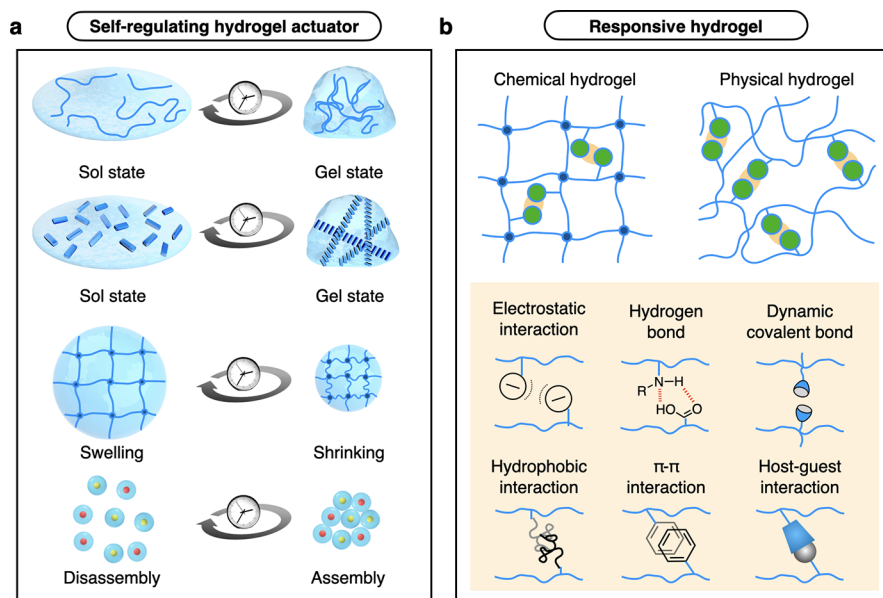 a
Self-regulating hydrogel actuator
Sol state
Gel state
Sol state
Gel state
Swelling
Shrinking
Disassembly
Assembly
b
Responsive hydrogel
Chemical hydrogel
Physical hydrogel
Electrostatic
interaction
Hydrogen
bond
Dynamic
covalent bond
R
N
H
HO
O
Hydrophobic
interaction
π-π
interaction
Host-guest
interaction